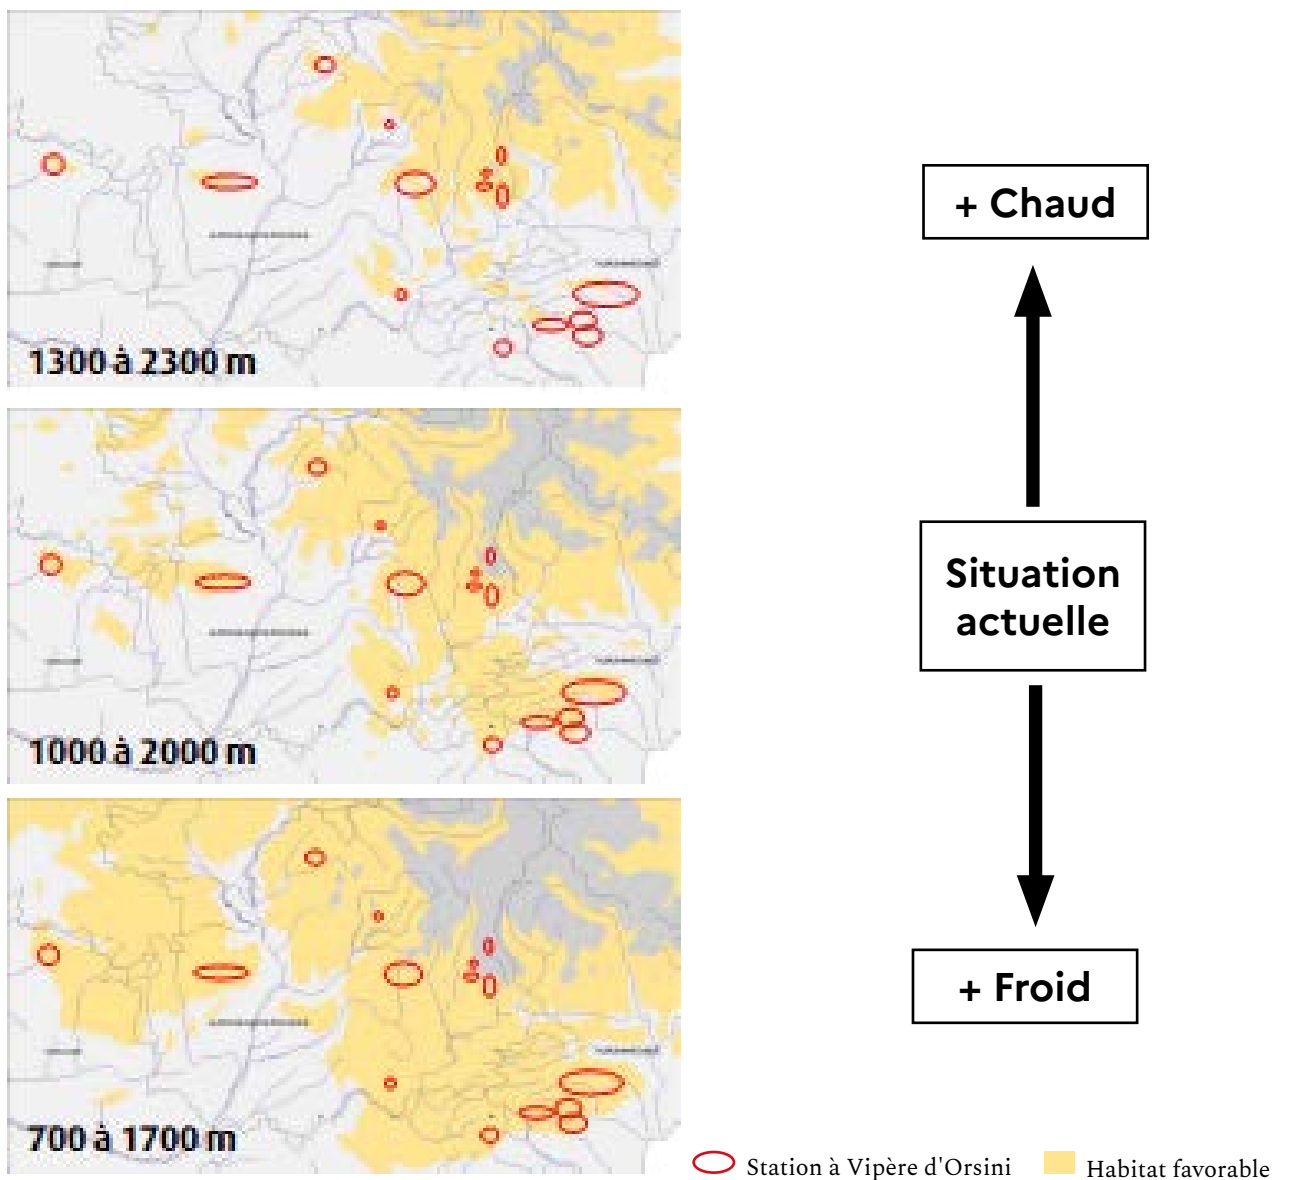 1300 à 2300 m
+ Chaud
1000 à 2000 m
Situation
actuelle
700 à 1700 m
+ Froid
Station à Vipère d'Orsini
Habitat favorable